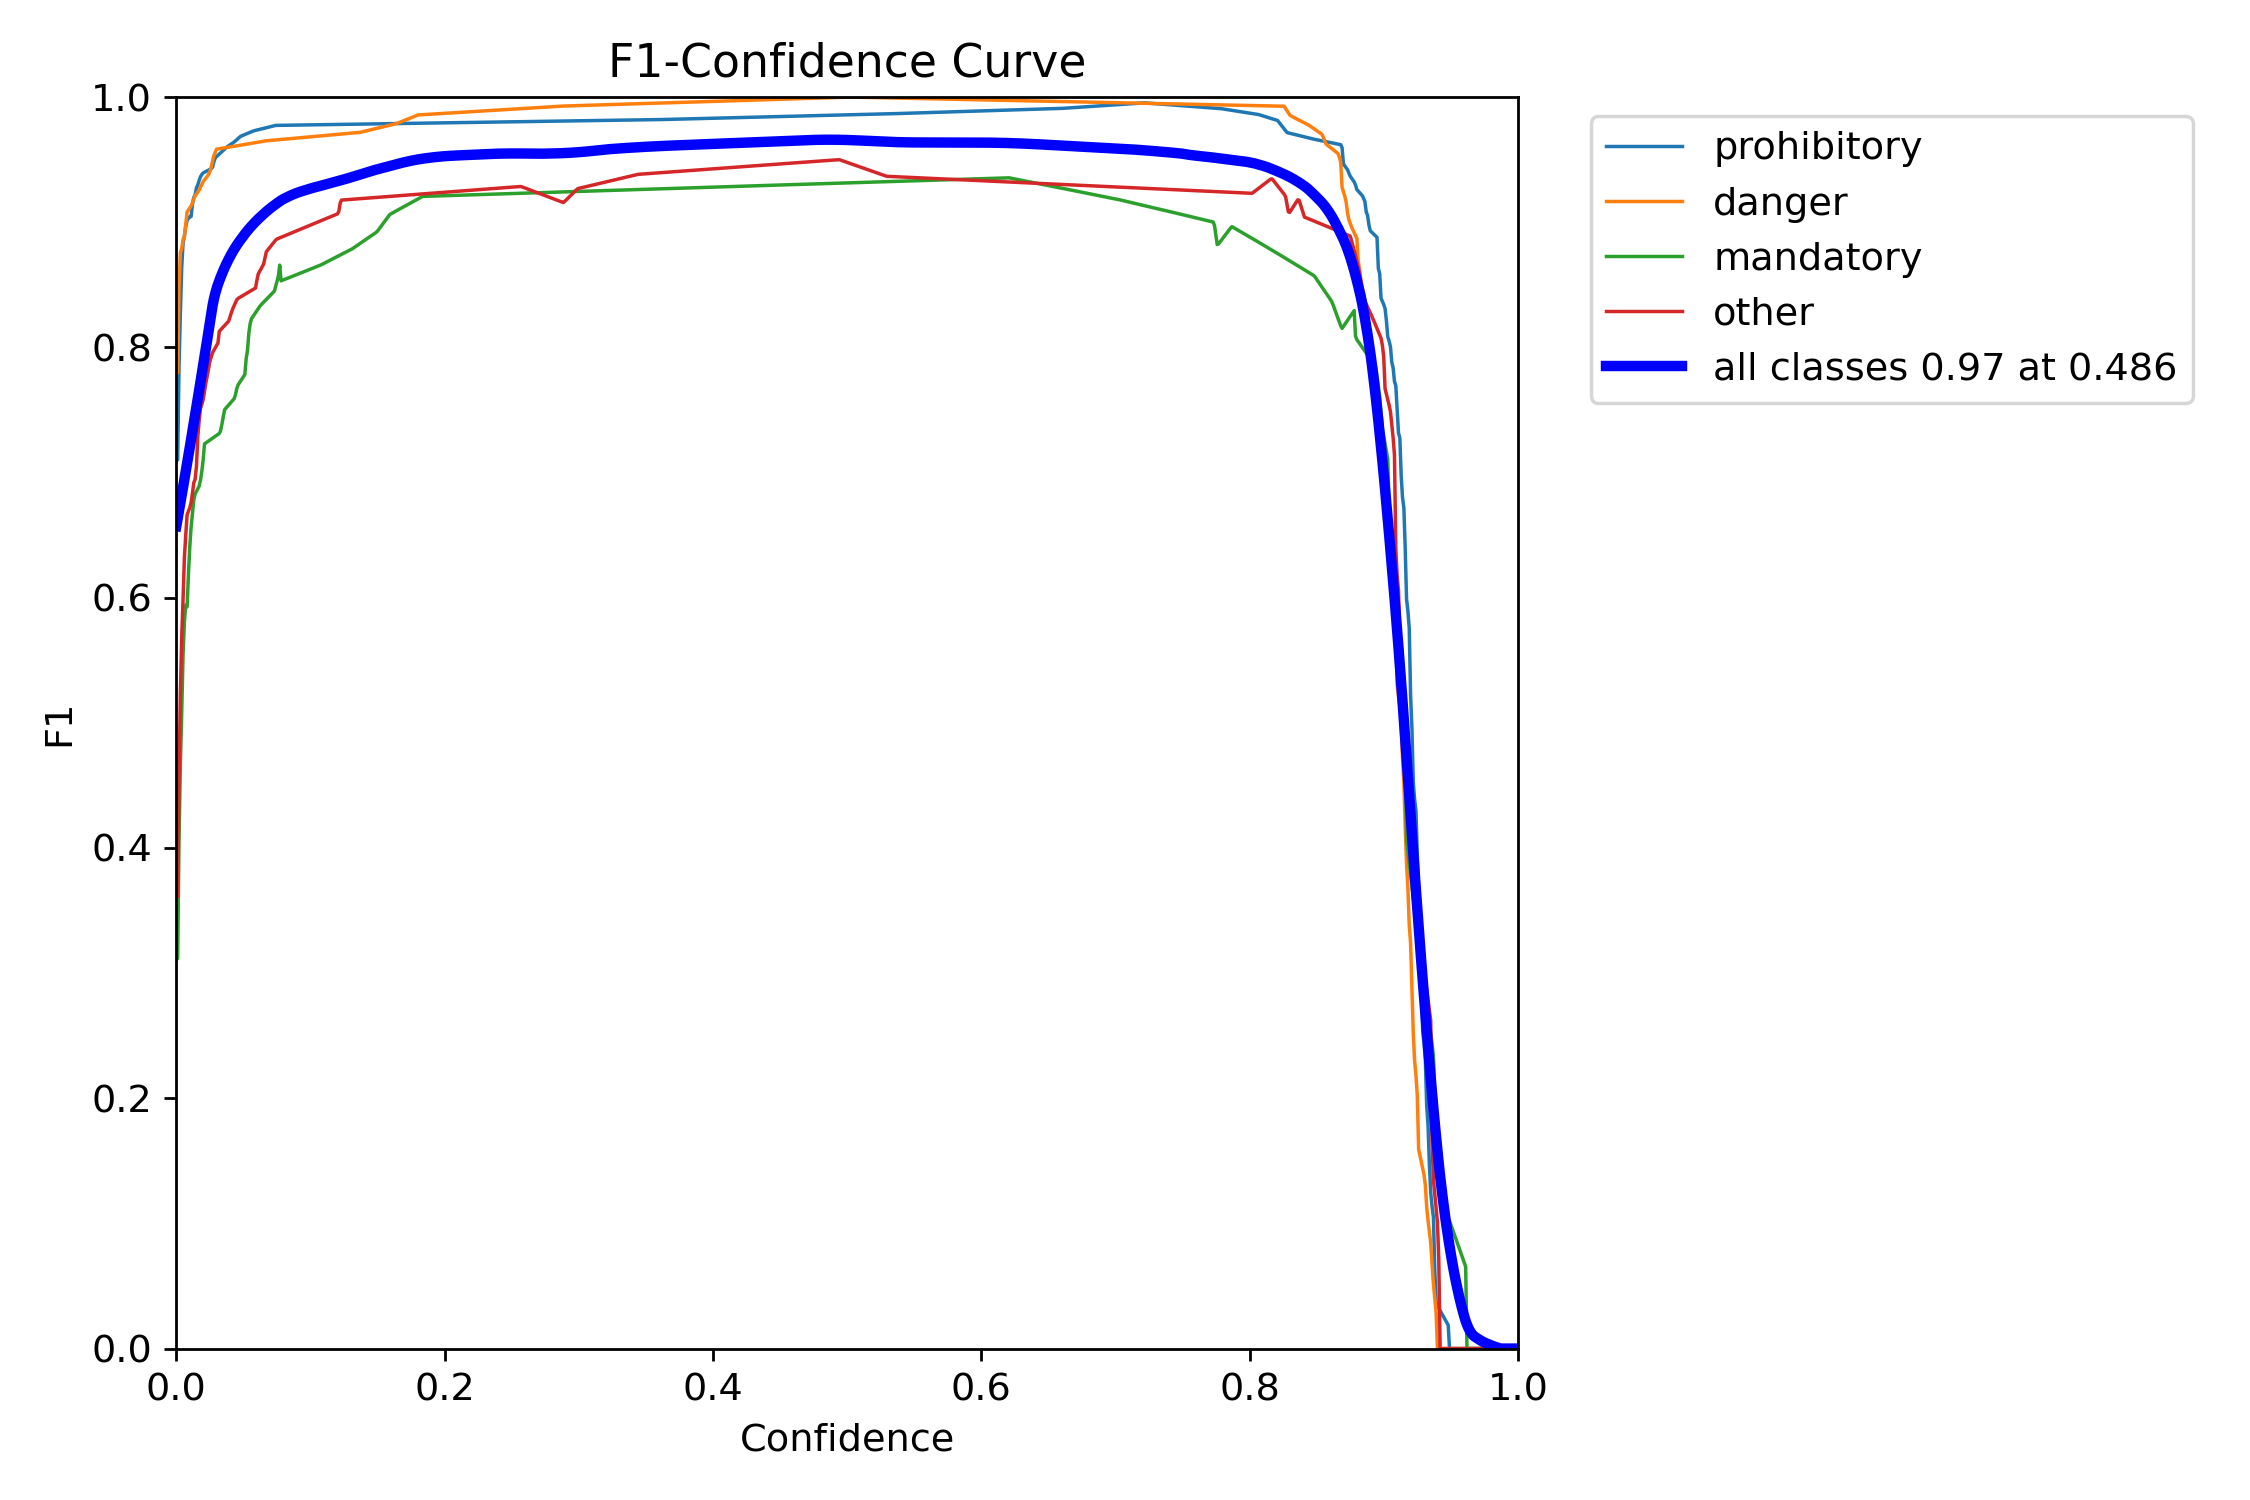 F1-Confidence Curve
1.0
0.8
0.6
0.4
0.2
0.0
F1
0.0 0.2 0.4 0.6 0.8 1.0
Confidence
prohibitory
danger
mandatory
other
all classes 0.97 at 0.486